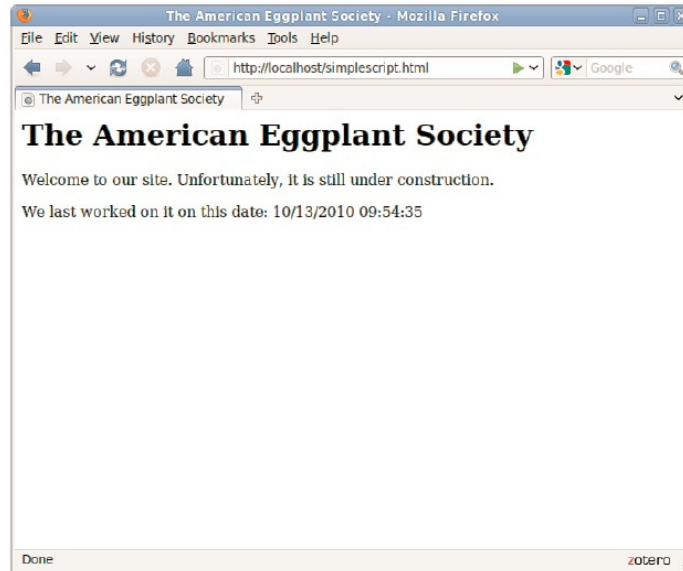 The American Eggplant Society - Mozilla Firefox
File Edit View History Bookmarks Tools Help
http://localhost/simplescript.html Google
The American Eggplant Society
The American Eggplant Society
Welcome to our site. Unfortunately, it is still under construction.
We last worked on it on this date: 10/13/2010 09:54:35
Done zotero